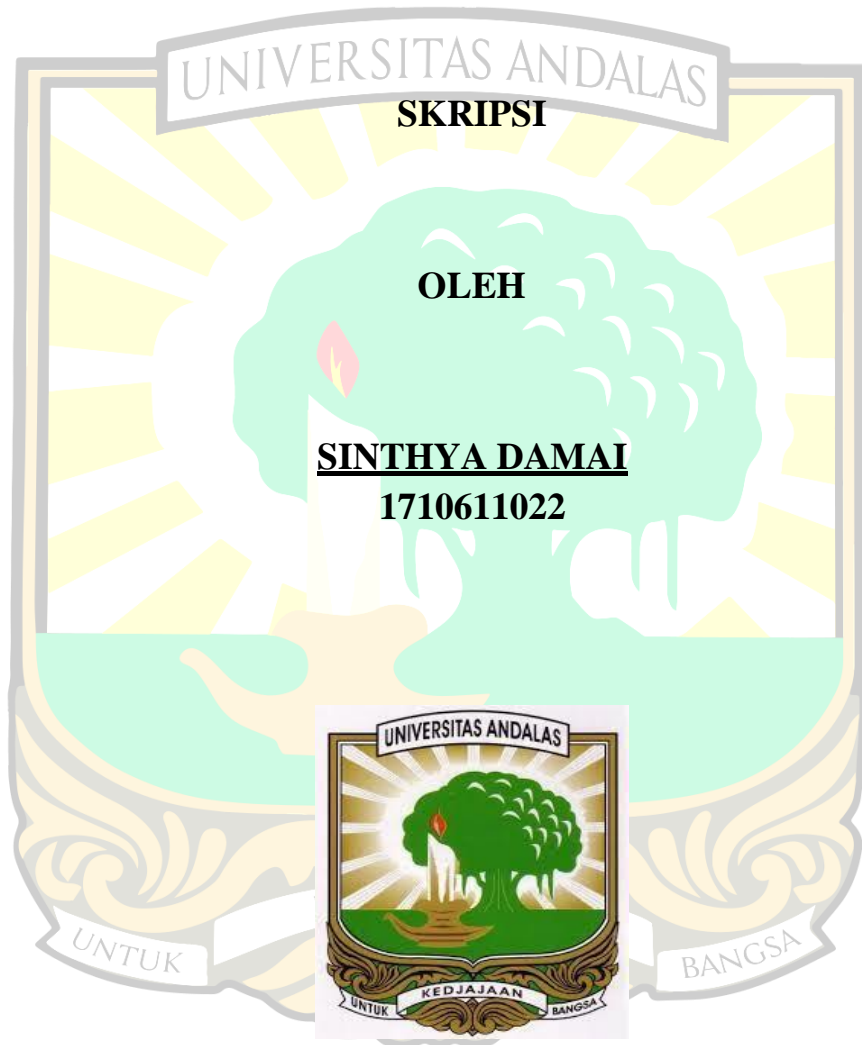 UNIVERSITAS ANDALAS
SKRIPSI
OLEH
SINTHYA DAMAI
1710611022
UNIVERSITAS ANDALAS
UNTUK KEDJAJAAN BANGSA
UNTUK BANGSA